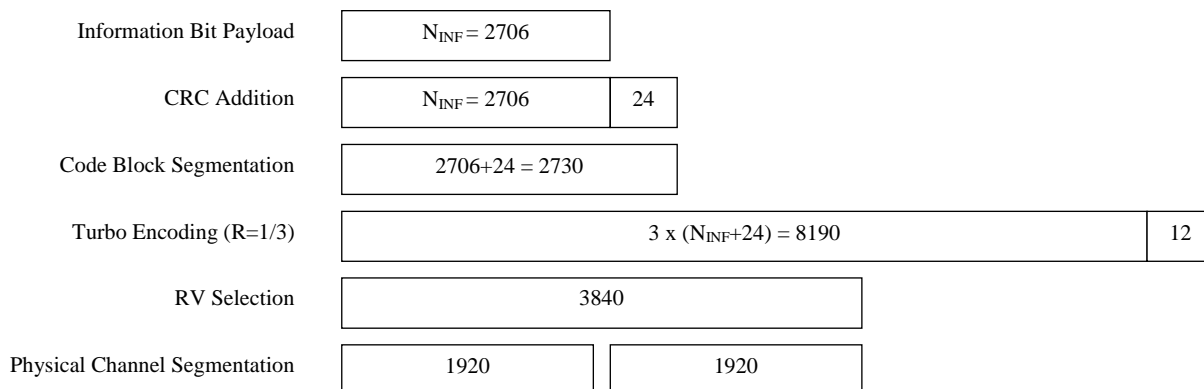 Information Bit Payload N_INF = 2706
CRC Addition N_INF = 2706 24
Code Block Segmentation 2706+24 = 2730
Turbo Encoding (R=1/3) 3 x (N_INF+24) = 8190 12
RV Selection 3840
Physical Channel Segmentation 1920 1920